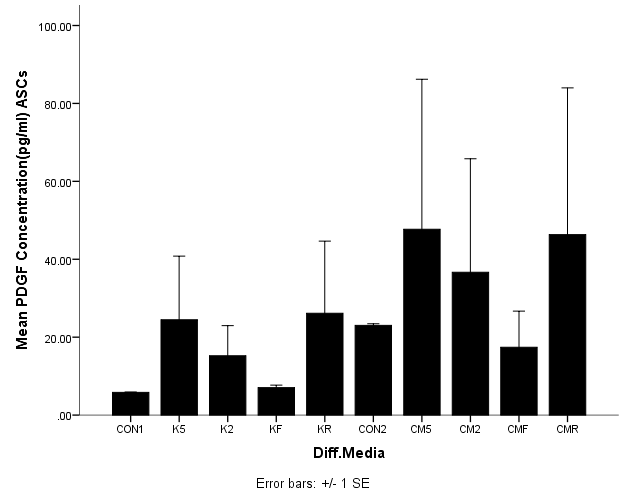 Mean PDGF Concentration(pg/ml) ASCs
100.00
80.00
60.00
40.00
20.00
.00
CON1 K5 K2 KF KR CON2 CM5 CM2 CMF CMR
Diff.Media
Error bars: +/- 1 SE